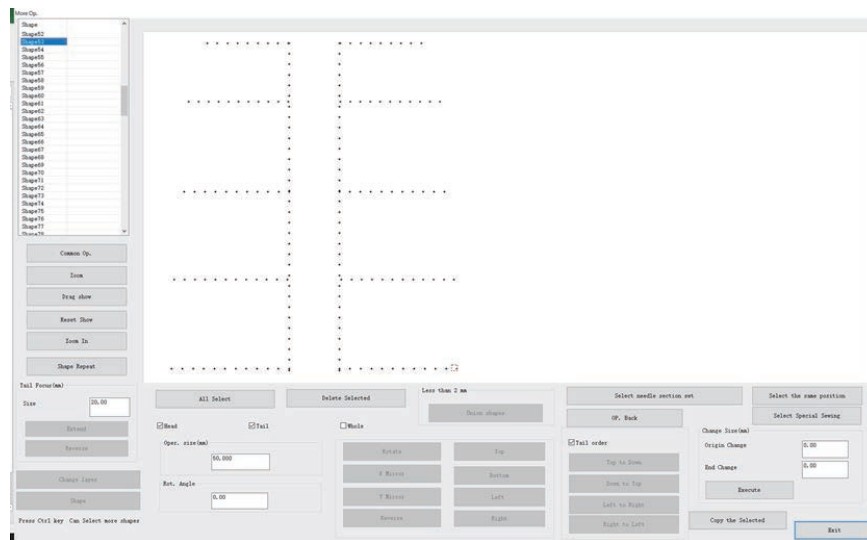 More Op.
Shape
Shape52
Shape53
Shape54
Shape55
Shape56
Shape57
Shape58
Shape59
Shape60
Shape61
Shape62
Shape63
Shape64
Shape65
Shape66
Shape67
Shape68
Shape69
Shape70
Shape71
Shape72
Shape73
Shape74
Shape75
Shape76
Shape77
Shape78
Common Op.
Zoom
Drag show
Reset Show
Zoom In
Shape Repeat
Tail Focus(mm)
Size 20.00
Extend
Reverse
Change layer
Shape
Press Ctrl key Can Select more shapes
All Select
Delete Selected
Less than 2 mm
Union shapes
Head
Tail
Whole
Oper. size(mm)
50.000
Rot. Angle
0.00
Rotate
Top
X Mirror
Bottom
Y Mirror
Left
Reverse
Right
Select needle section set
Select the same position
OP. Back
Select Special Sewing
Tail order
Top to Down
Down to Top
Left to Right
Right to Left
Change Size(mm)
Origin Change 0.00
End Change 0.00
Execute
Copy the Selected
Exit